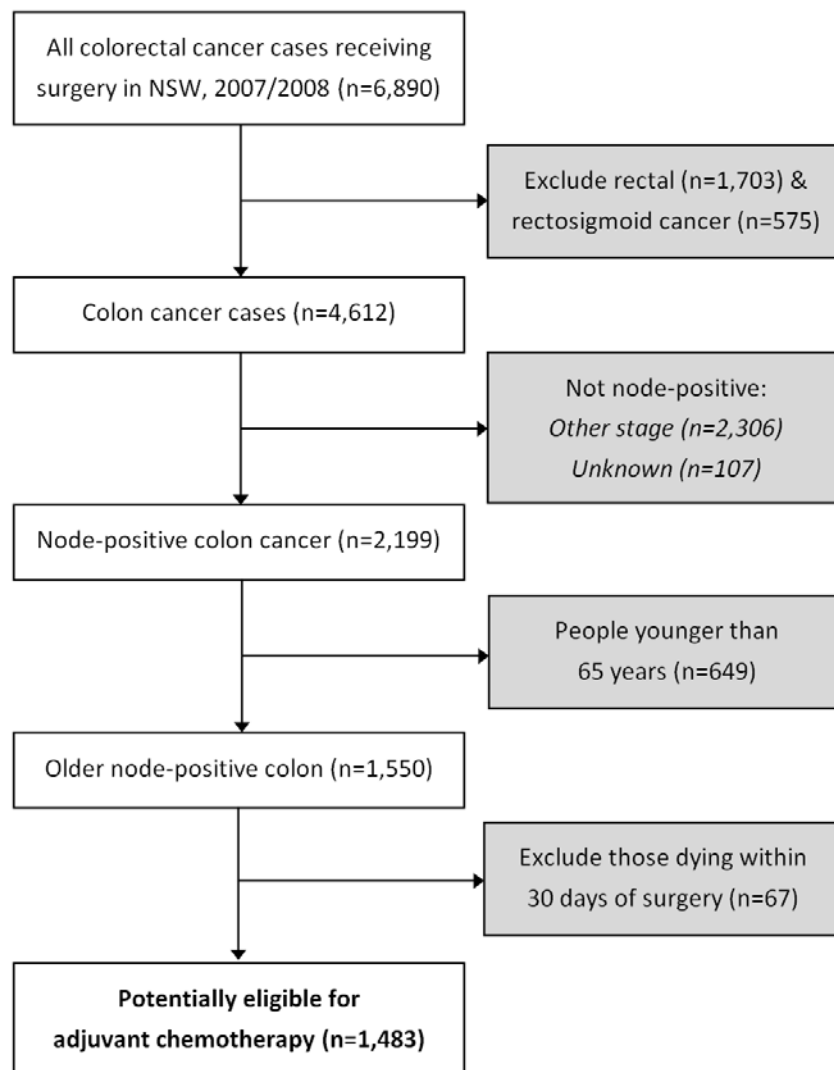 All colorectal cancer cases receiving
surgery in NSW, 2007/2008 (n=6,890)
Exclude rectal (n=1,703) &
rectosigmoid cancer (n=575)
Colon cancer cases (n=4,612)
Not node-positive:
Other stage (n=2,306)
Unknown (n=107)
Node-positive colon cancer (n=2,199)
People younger than
65 years (n=649)
Older node-positive colon (n=1,550)
Exclude those dying within
30 days of surgery (n=67)
Potentially eligible for
adjuvant chemotherapy (n=1,483)